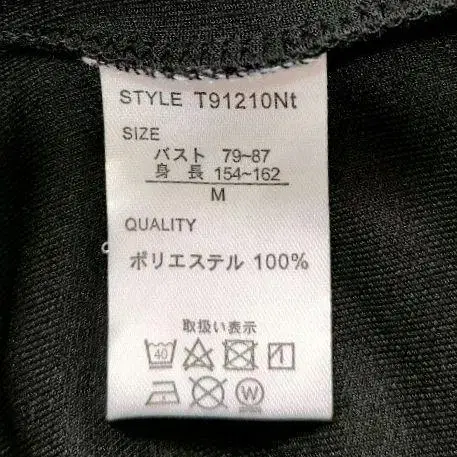 STYLE T91210Nt
SIZE
バスト 79~87
身 長 154~162
M
QUALITY
ポリエステル 100%
取扱い表示
40
W